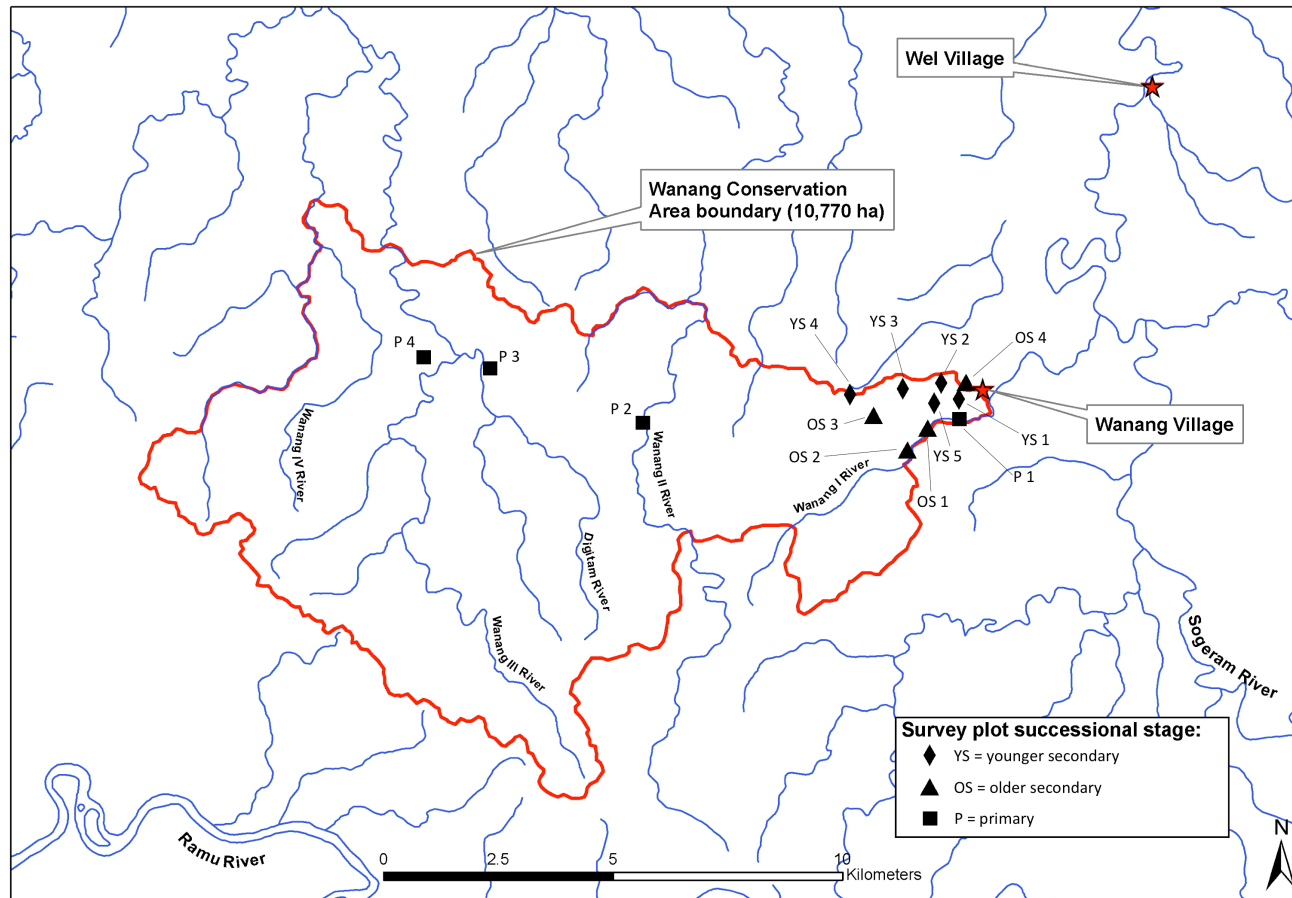 Wel Village
Wanang Conservation
Area boundary (10,770 ha)
YS 4
YS 3
YS 2
OS 4
P 4
P 3
P 2
OS 3
Wanang Village
OS 2
YS 5
YS 1
P 1
OS 1
Wanang IV River
Wanang II River
Wanang I River
Digitam River
Wanang III River
Sogeram River
Ramu River
Survey plot successional stage:
YS = younger secondary
OS = older secondary
P = primary
0 2.5 5 10
Kilometers
N